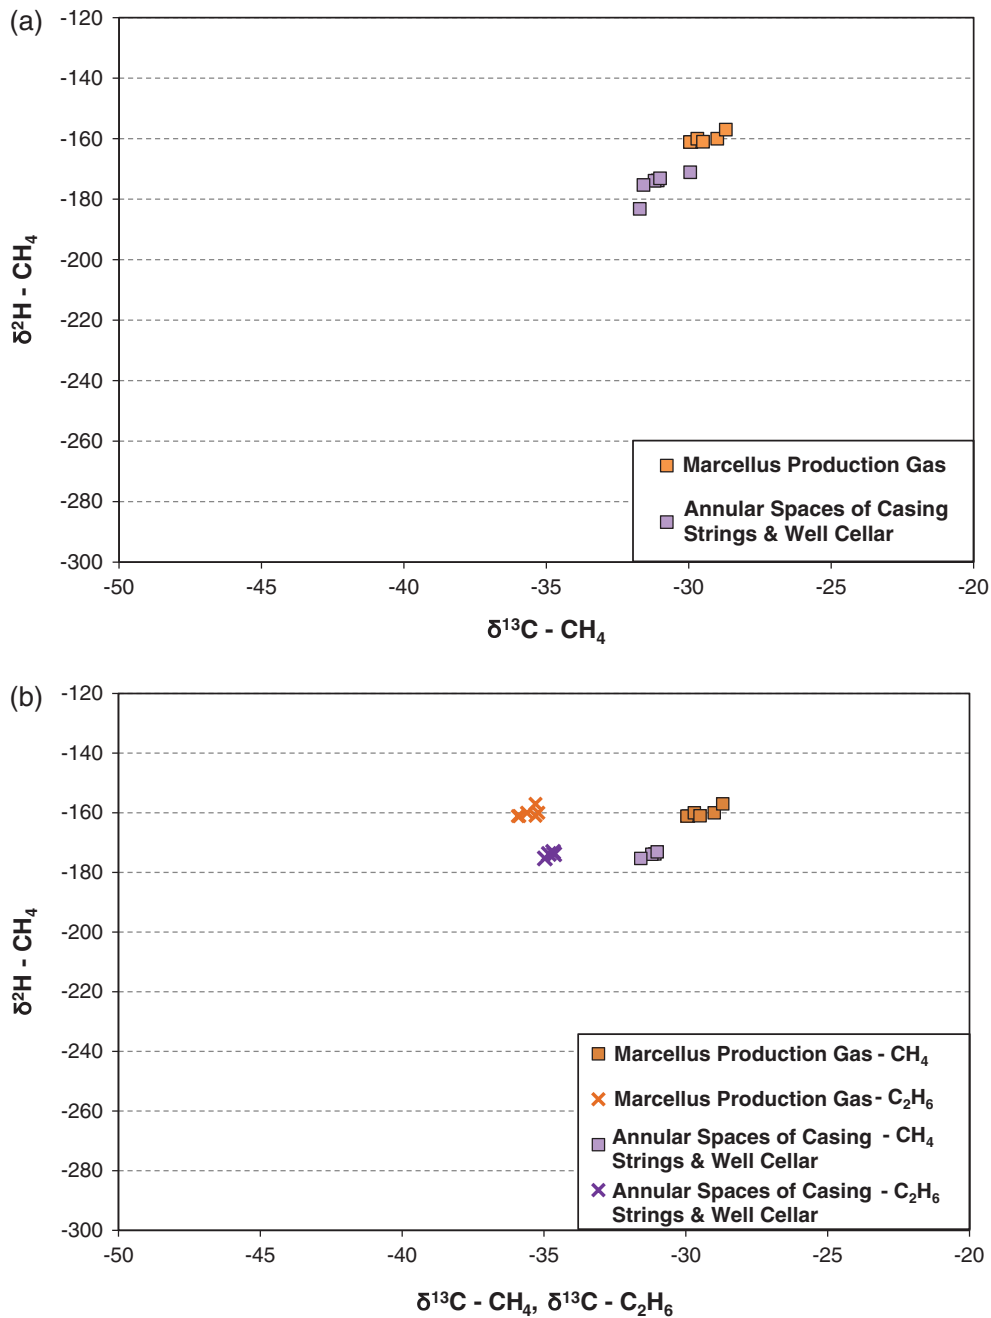 (a)
-120
-140
-160
-180
-200
-220
-240
-260
-280
-300
δ²H - CH₄
Marcellus Production Gas
Annular Spaces of Casing
Strings & Well Cellar
-50 -45 -40 -35 -30 -25 -20
δ¹³C - CH₄
(b)
-120
-140
-160
-180
-200
-220
-240
-260
-280
-300
δ²H - CH₄
Marcellus Production Gas - CH₄
Marcellus Production Gas - C₂H₆
Annular Spaces of Casing - CH₄
Strings & Well Cellar
Annular Spaces of Casing - C₂H₆
Strings & Well Cellar
-50 -45 -40 -35 -30 -25 -20
δ¹³C - CH₄, δ¹³C - C₂H₆